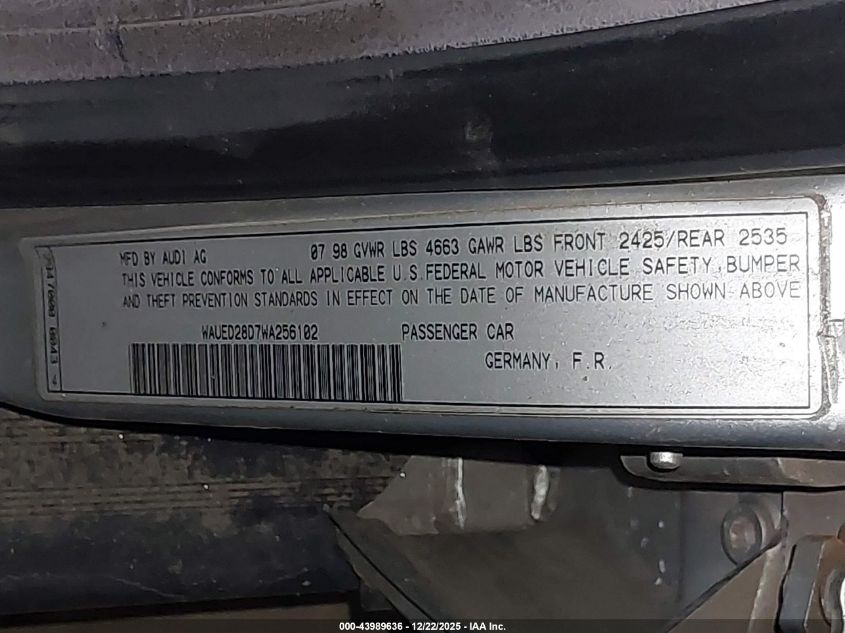 MFD BY AUDI AG 07 98 GVWR LBS 4663 GAWR LBS FRONT 2425/REAR 2535
THIS VEHICLE CONFORMS TO ALL APPLICABLE U.S.FEDERAL MOTOR VEHICLE SAFETY,BUMPER
AND THEFT PREVENTION STANDARDS IN EFFECT ON THE DATE OF MANUFACTURE SHOWN ABOVE
WAUED28D7WA256102 PASSENGER CAR
GERMANY, F.R.
000-43989636 - 12/22/2025 - IAA Inc.